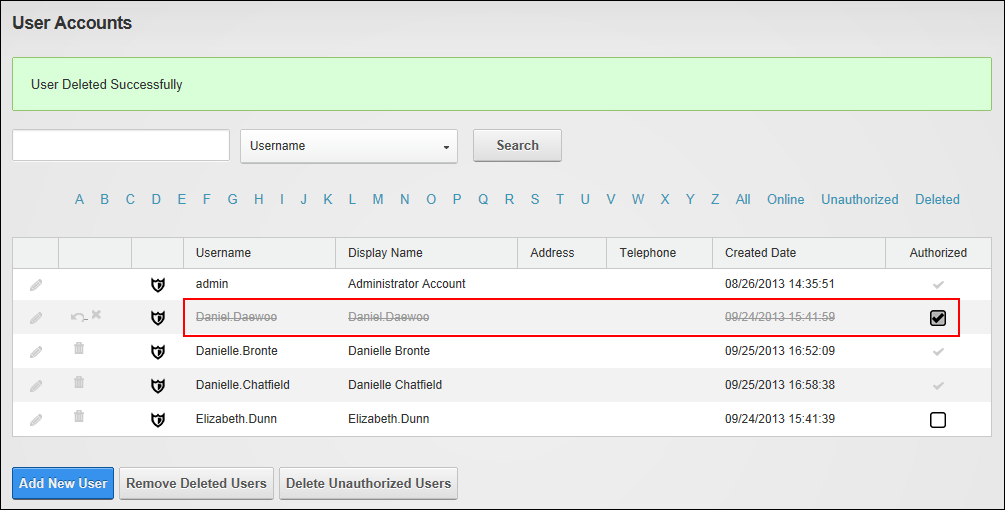 User Accounts
User Deleted Successfully
Username Search
A B C D E F G H I J K L M N O P Q R S T U V W X Y Z All Online Unauthorized Deleted
Username Display Name Address Telephone Created Date Authorized
admin Administrator Account 08/26/2013 14:35:51
Daniel.Daewoo Daniel.Daewoo 09/24/2013 15:41:59
Danielle.Bronte Danielle Bronte 09/25/2013 16:52:09
Danielle.Chatfield Danielle Chatfield 09/25/2013 16:58:38
Elizabeth.Dunn Elizabeth.Dunn 09/24/2013 15:41:39
Add New User Remove Deleted Users Delete Unauthorized Users